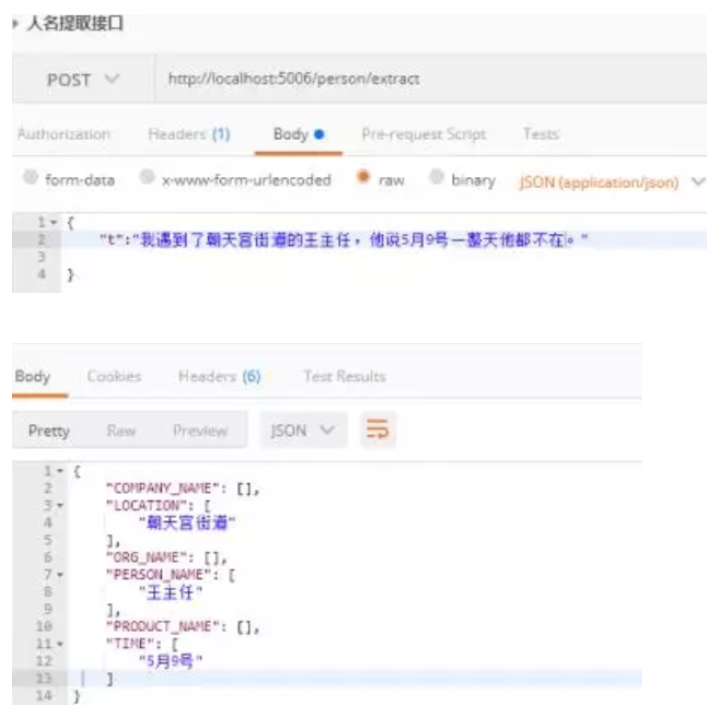 人名提取接口
POST http://localhost:5006/person/extract
Authorization Headers (1) Body Pre-request Script Tests
form-data x-www-form-urlencoded raw binary JSON (application/json)
1 {
2 "t":"我遇到了朝天宫街道的王主任，他说5月9号一整天他都不在。"
3
4 }
Body Cookies Headers (6) Test Results
Pretty Raw Preview JSON
1 {
2 "COMPANY_NAME": [],
3 "LOCATION": [
4 "朝天宫街道"
5 ],
6 "ORG_NAME": [],
7 "PERSON_NAME": [
8 "王主任"
9 ],
10 "PRODUCT_NAME": [],
11 "TIME": [
12 "5月9号"
13 ]
14 }